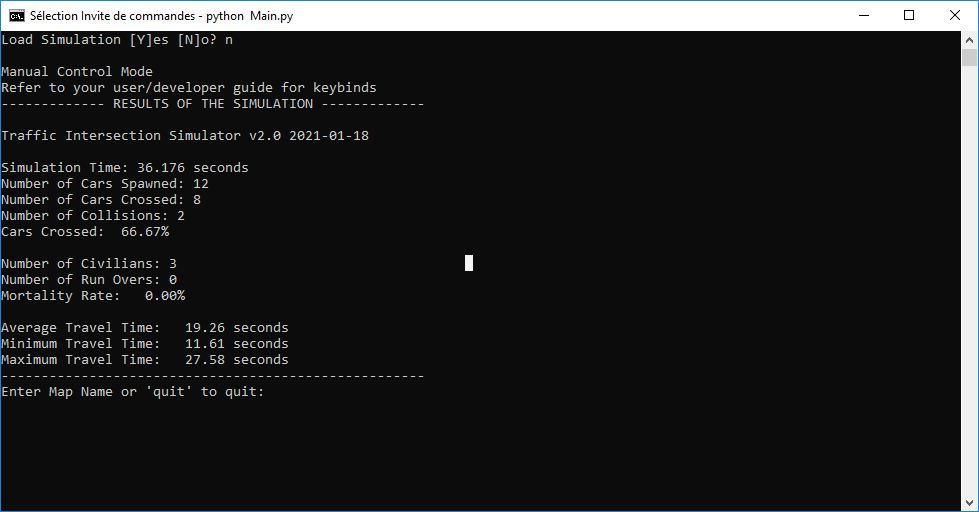 Sélection Invite de commandes - python  Main.py
Load Simulation [Y]es [N]o? n
Manual Control Mode
Refer to your user/developer guide for keybinds
------------- RESULTS OF THE SIMULATION -------------
Traffic Intersection Simulator v2.0 2021-01-18
Simulation Time: 36.176 seconds
Number of Cars Spawned: 12
Number of Cars Crossed: 8
Number of Collisions: 2
Cars Crossed:  66.67%
Number of Civilians: 3
Number of Run Overs: 0
Mortality Rate:   0.00%
Average Travel Time:   19.26 seconds
Minimum Travel Time:   11.61 seconds
Maximum Travel Time:   27.58 seconds
-----------------------------------------------------
Enter Map Name or 'quit' to quit: